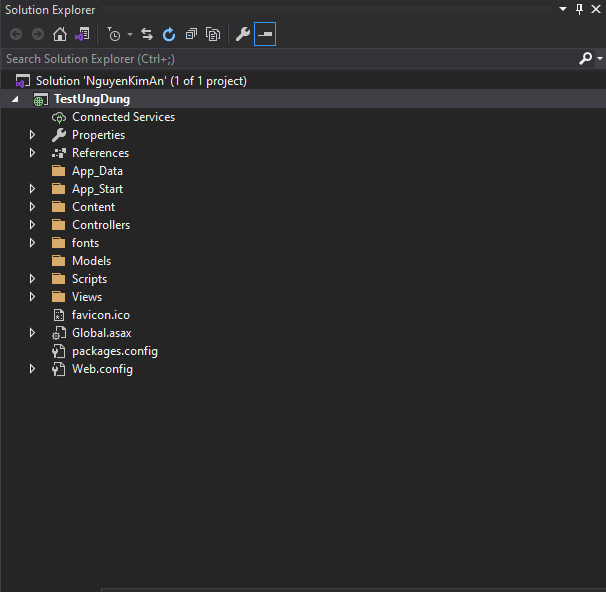 Solution Explorer
Search Solution Explorer (Ctrl+;)
Solution 'NguyenKimAn' (1 of 1 project)
TestUngDung
Connected Services
Properties
References
App_Data
App_Start
Content
Controllers
fonts
Models
Scripts
Views
favicon.ico
Global.asax
packages.config
Web.config